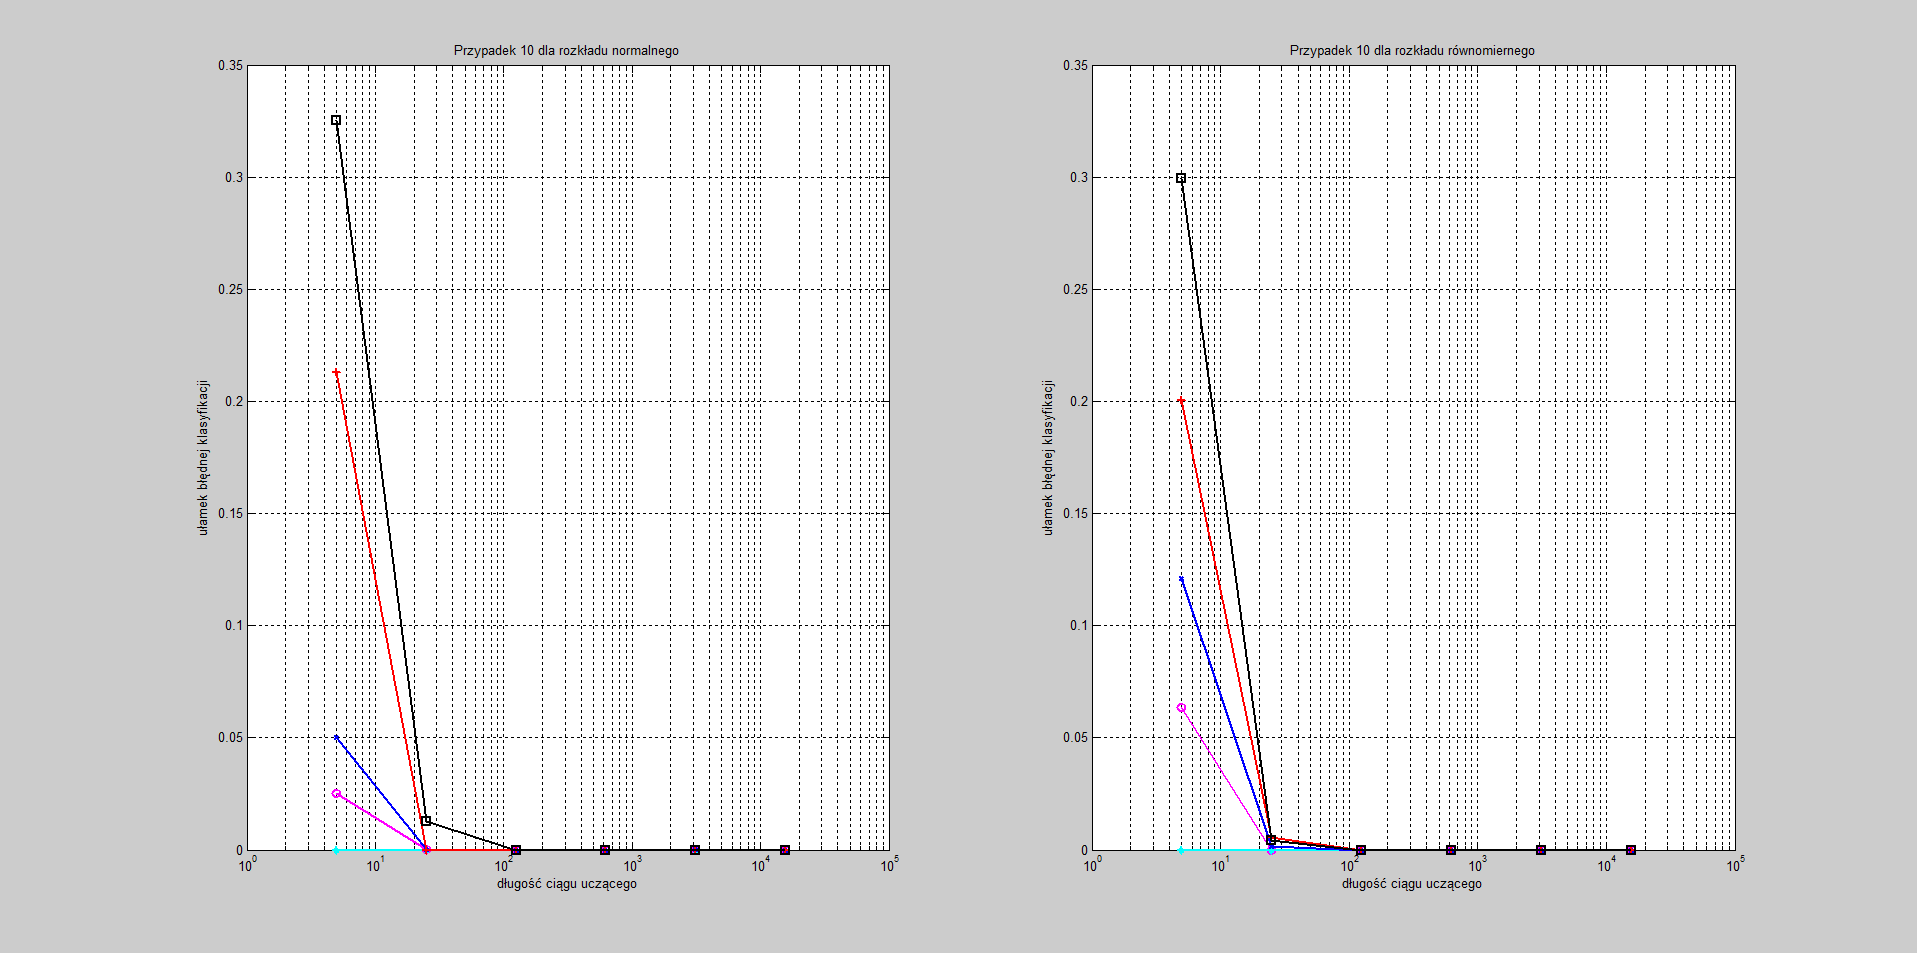 Przypadek 10 dla rozkładu normalnego
0.35
0.3
0.25
0.2
0.15
0.1
0.05
0
ułamek błędnej klasyfikacji
10^0 10^1 10^2 10^3 10^4 10^5
długość ciągu uczącego
Przypadek 10 dla rozkładu równomiernego
0.35
0.3
0.25
0.2
0.15
0.1
0.05
0
ułamek błędnej klasyfikacji
10^0 10^1 10^2 10^3 10^4 10^5
długość ciągu uczącego